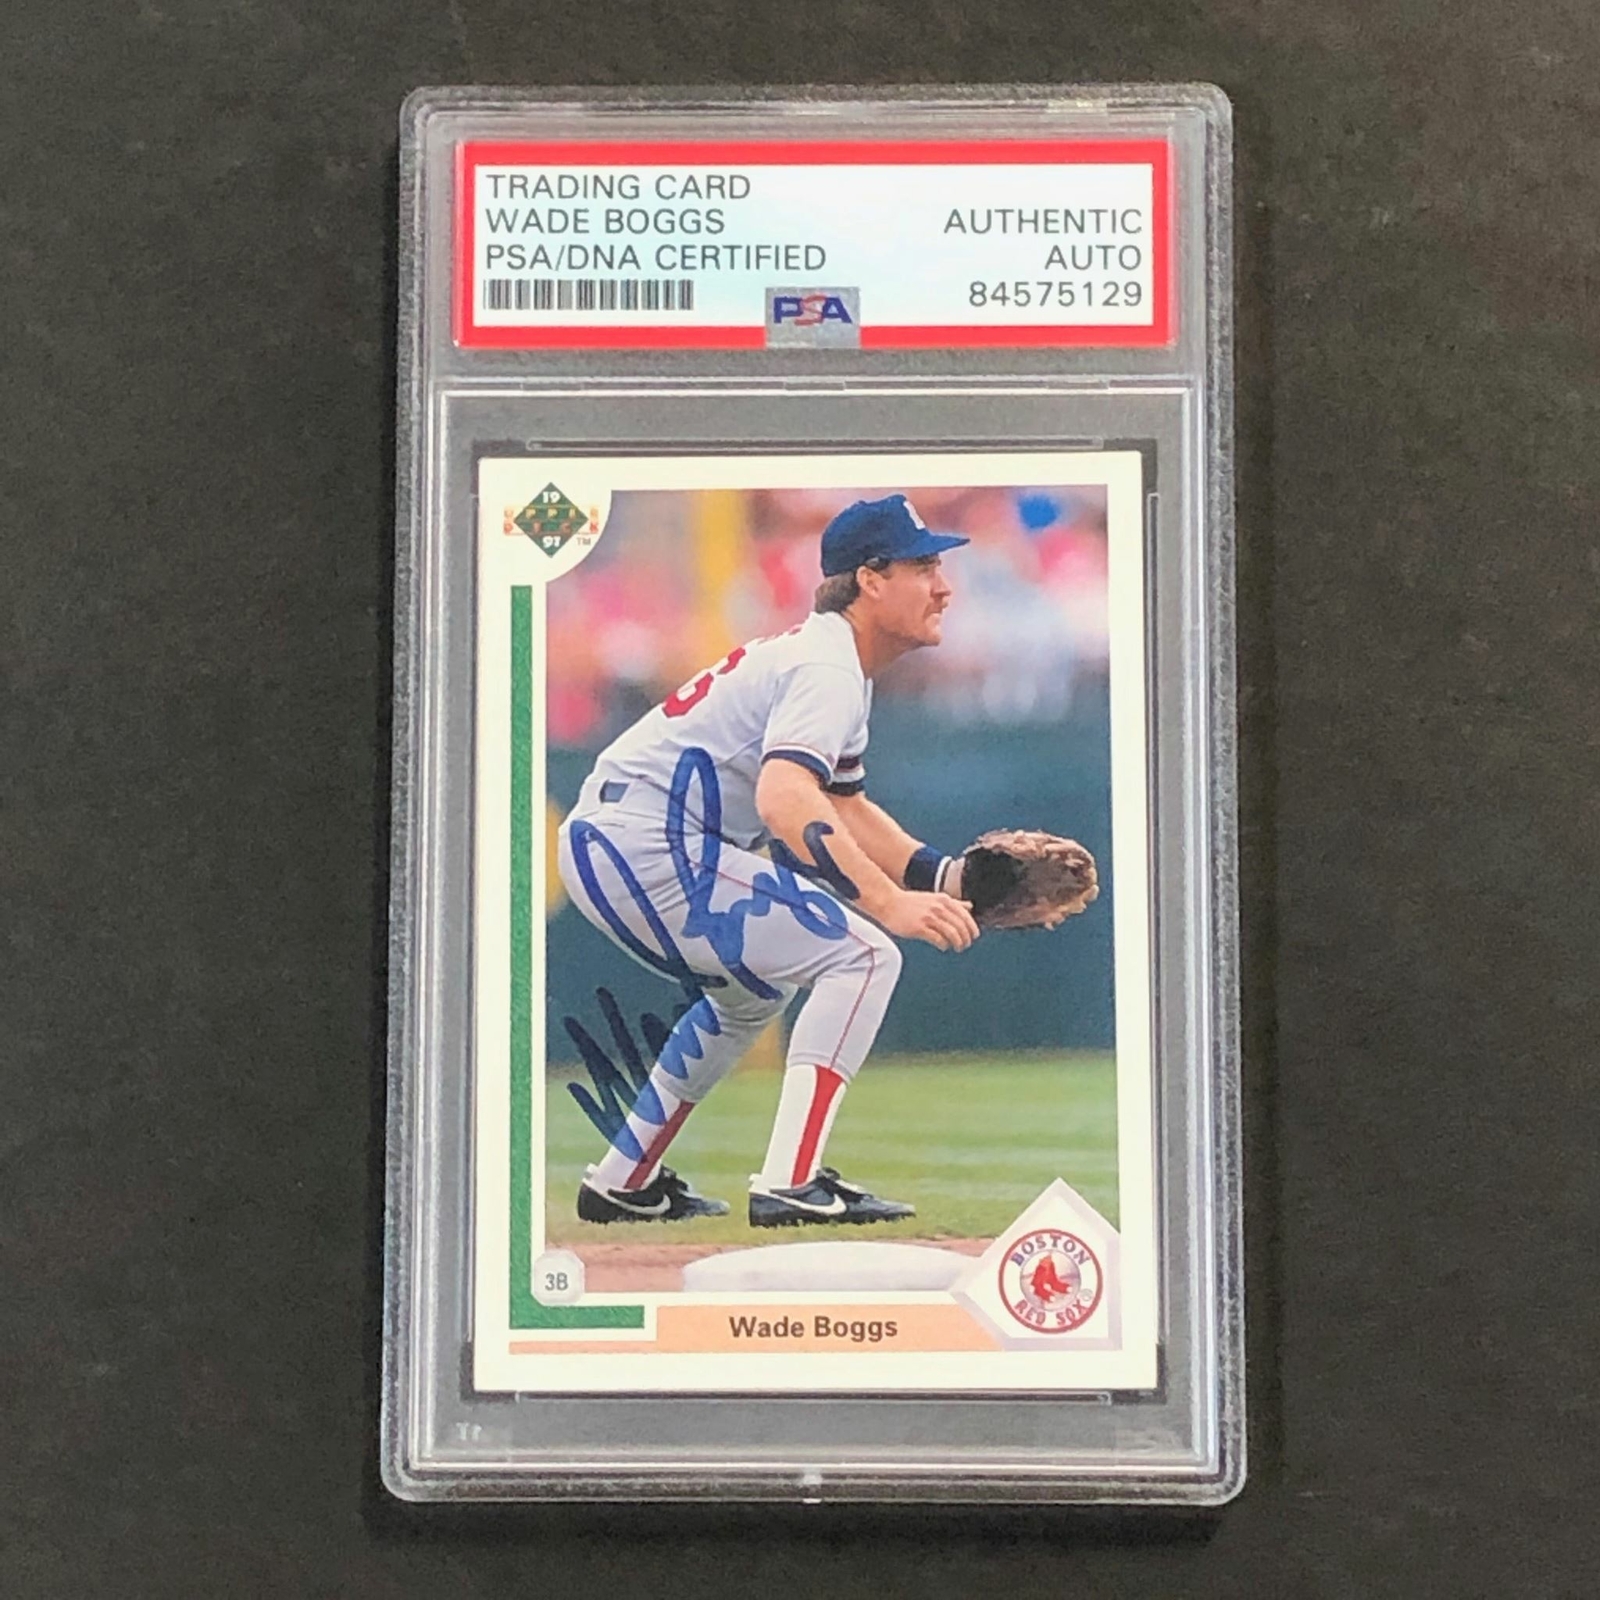 TRADING CARD
WADE BOGGS
PSA/DNA CERTIFIED
AUTHENTIC
AUTO
84575129
PSA
19
UPPER
DECK
91
TM
3B
Wade Boggs
BOSTON
RED SOX